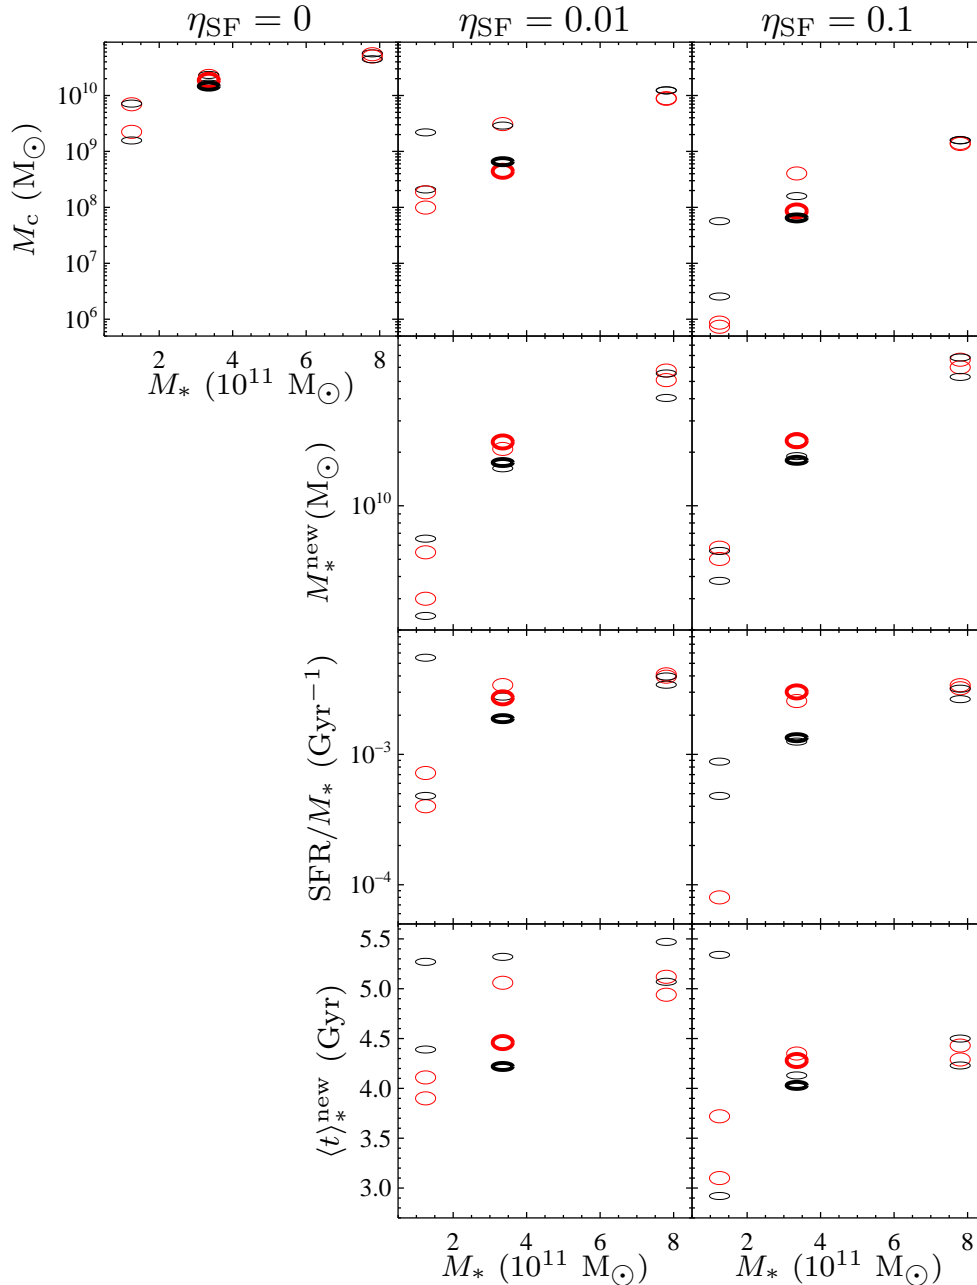 η_SF = 0 η_SF = 0.01 η_SF = 0.1
M_c (M_⊙)
10^10
10^9
10^8
10^7
10^6
2 4 6 8
M_* (10^11 M_⊙)
M_*^new (M_⊙)
10^10
SFR/M_* (Gyr^−1)
10^−3
10^−4
⟨t⟩_*^new (Gyr)
5.5
5.0
4.5
4.0
3.5
3.0
2 4 6 8 2 4 6 8
M_* (10^11 M_⊙) M_* (10^11 M_⊙)